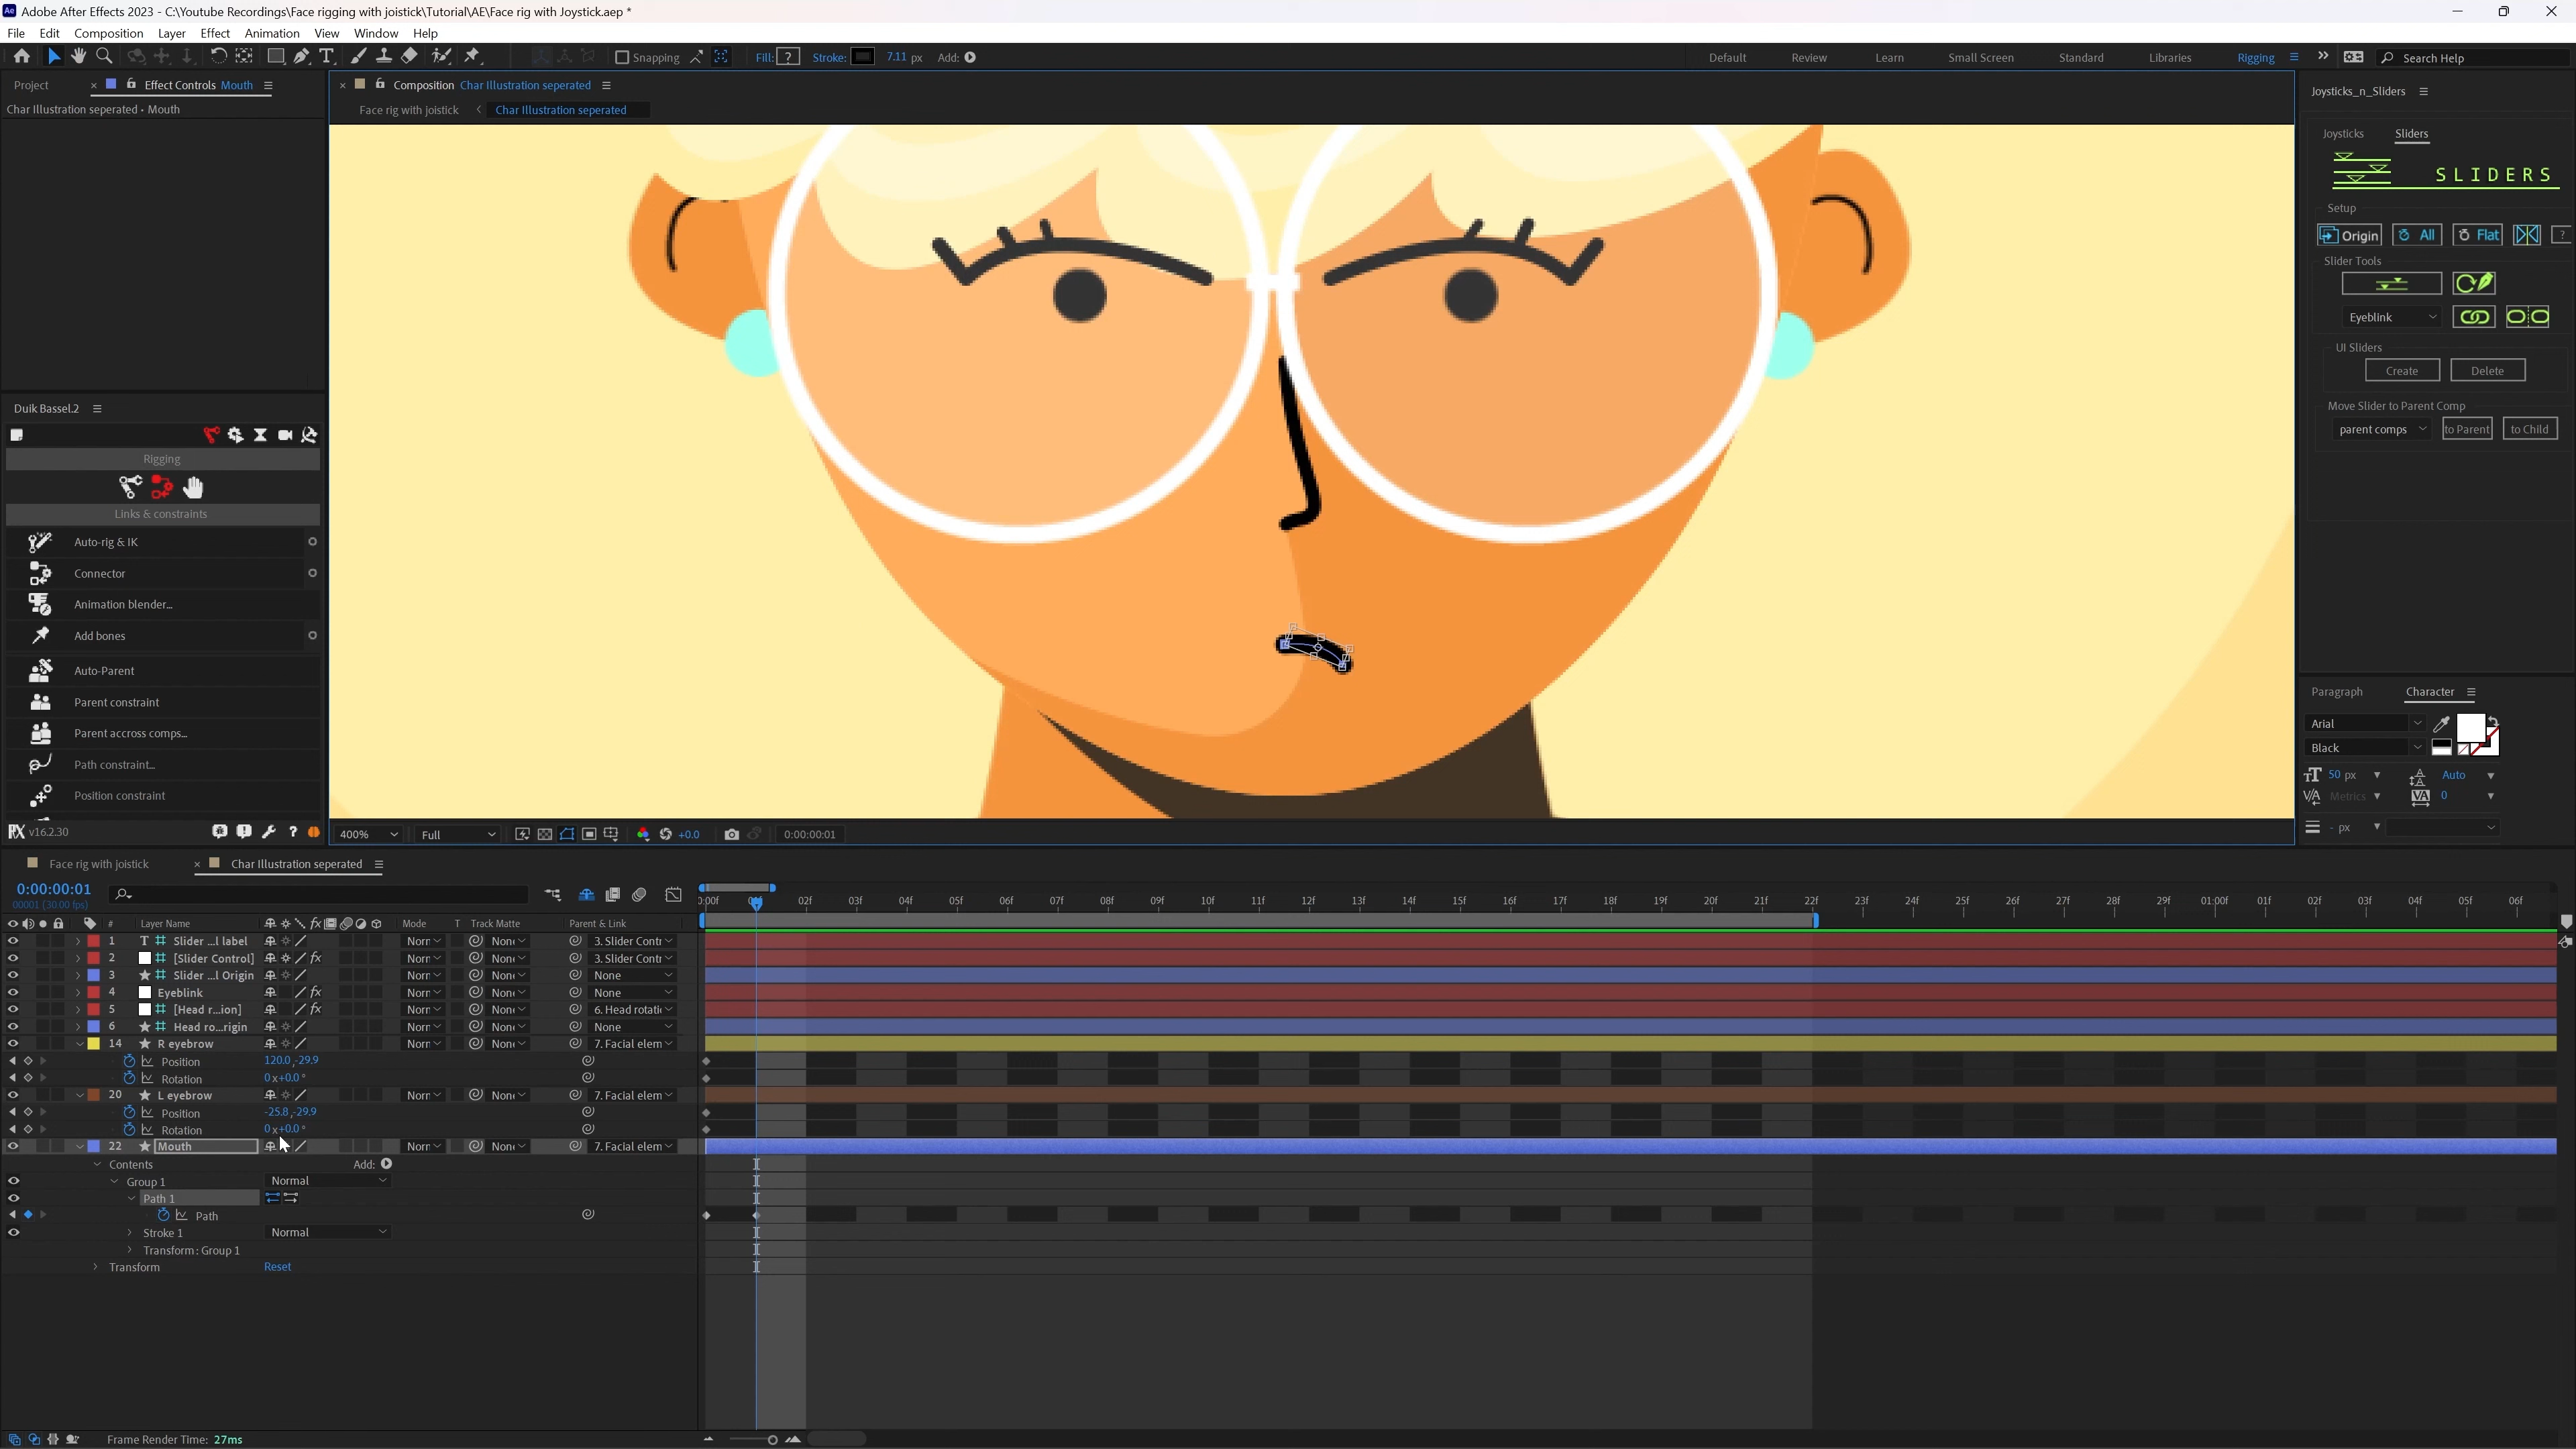 Adobe After Effects 2023 - C:\Youtube Recordings\Face rigging with joistick\Tutorial\AE\Face rig with Joystick.aep *
File Edit Composition Layer Effect Animation View Window Help
Snapping Fill: ? Stroke: 7.11 px Add: Default Review Learn Small Screen Standard Libraries Rigging Search Help
Project Effect Controls Mouth
Char Illustration seperated • Mouth
Composition Char Illustration seperated
Face rig with joistick Char Illustration seperated
Joysticks_n_Sliders
Joysticks Sliders
SLIDERS
Setup
Origin All Flat ?
Slider Tools
Eyeblink
UI Sliders
Create Delete
Move Slider to Parent Comp
parent comps to Parent to Child
Duik Bassel.2
Rigging
Links & constraints
Auto-rig & IK
Connector
Animation blender...
Add bones
Auto-Parent
Parent constraint
Parent accross comps...
Path constraint...
Position constraint
v16.2.30 ?
400% Full +0.0 0:00:00:01
Paragraph Character
Arial
Black
50 px Auto
Metrics 0
- px
Face rig with joistick Char Illustration seperated
0:00:00:01
00001 (30.00 fps)
0:00f 02f 03f 04f 05f 06f 07f 08f 09f 10f 11f 12f 13f 14f 15f 16f 17f 18f 19f 20f 21f 22f 23f 24f 25f 26f 27f 28f 29f 01:00f 01f 02f 03f 04f 05f 06f
# Layer Name Mode T Track Matte Parent & Link
1 T Slider ...l label Norr None 3. Slider Contr
2 [Slider Control] fx Norr None 3. Slider Contr
3 Slider ...l Origin Norr None None
4 Eyeblink fx Norr None None
5 [Head r...ion] fx Norr None 6. Head rotatic
6 Head ro...rigin Norr None None
14 R eyebrow Norr None 7. Facial elem
Position 120.0,-29.9
Rotation 0x+0.0°
20 L eyebrow Norr None 7. Facial elem
Position -25.8,-29.9
Rotation 0x+0.0°
22 Mouth Norr None 7. Facial elem
Contents Add:
Group 1 Normal
Path 1
Path
Stroke 1 Normal
Transform: Group 1
Transform Reset
Frame Render Time: 27ms